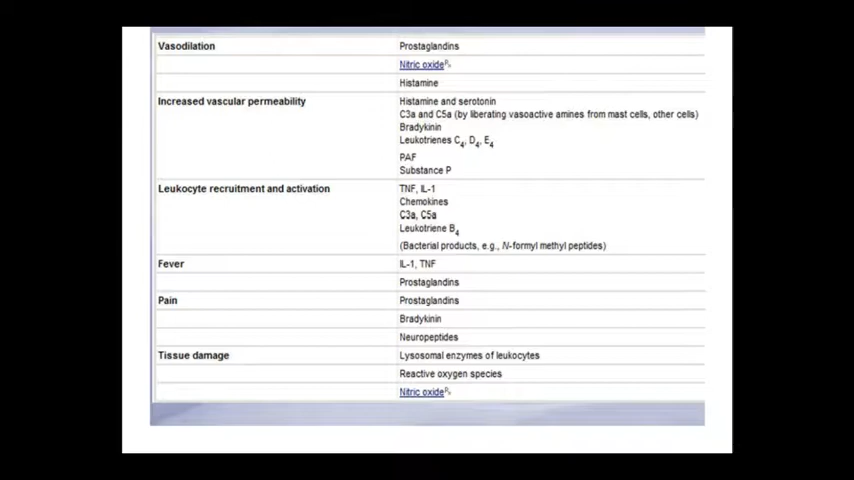 Vasodilation Prostaglandins
Nitric oxide
Histamine
Increased vascular permeability Histamine and serotonin
C3a and C5a (by liberating vasoactive amines from mast cells, other cells)
Bradykinin
Leukotrienes C4, D4, E4
PAF
Substance P
Leukocyte recruitment and activation TNF, IL-1
Chemokines
C3a, C5a
Leukotriene B4
(Bacterial products, e.g., N-formyl methyl peptides)
Fever IL-1, TNF
Prostaglandins
Pain Prostaglandins
Bradykinin
Neuropeptides
Tissue damage Lysosomal enzymes of leukocytes
Reactive oxygen species
Nitric oxide